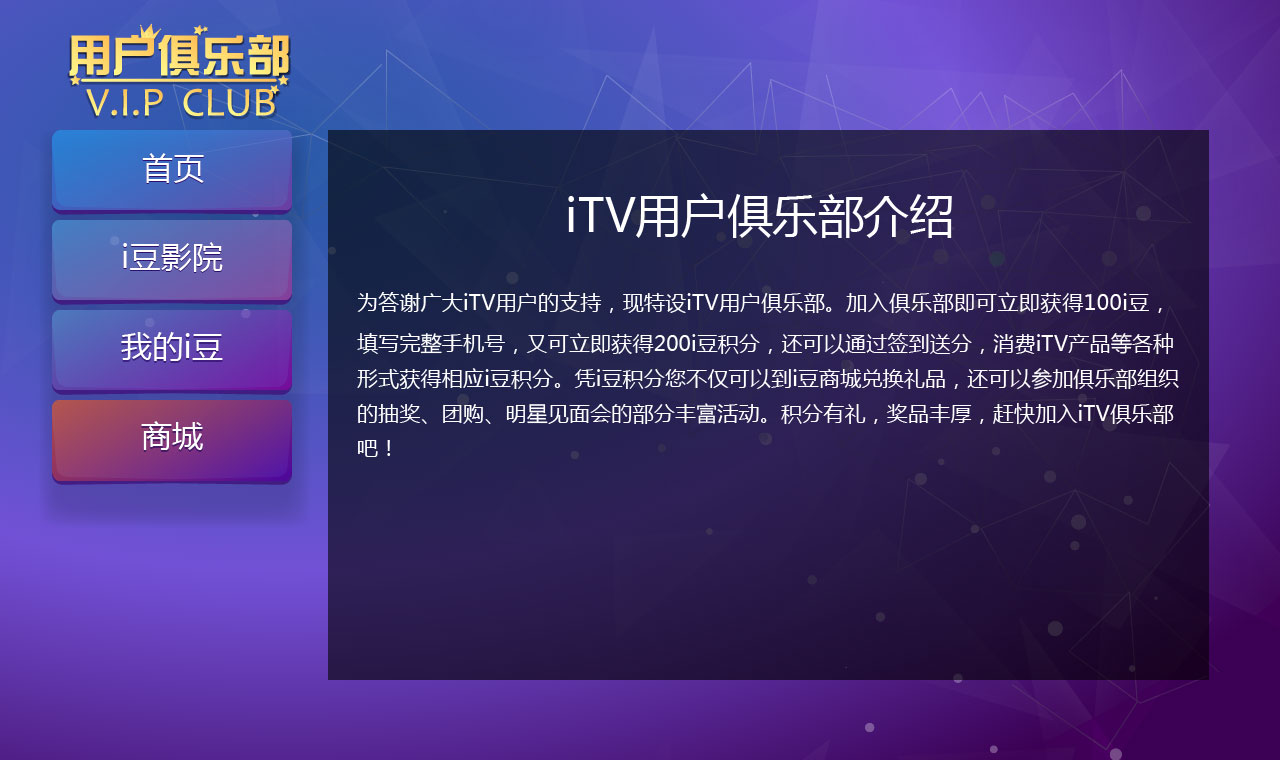 用户俱乐部
V.I.P CLUB
首页
i豆影院
我的i豆
商城
iTV用户俱乐部介绍
为答谢广大iTV用户的支持，现特设iTV用户俱乐部。加入俱乐部即可立即获得100i豆，
填写完整手机号，又可立即获得200i豆积分，还可以通过签到送分，消费iTV产品等各种
形式获得相应i豆积分。凭i豆积分您不仅可以到i豆商城兑换礼品，还可以参加俱乐部组织
的抽奖、团购、明星见面会的部分丰富活动。积分有礼，奖品丰厚，赶快加入iTV俱乐部
吧！